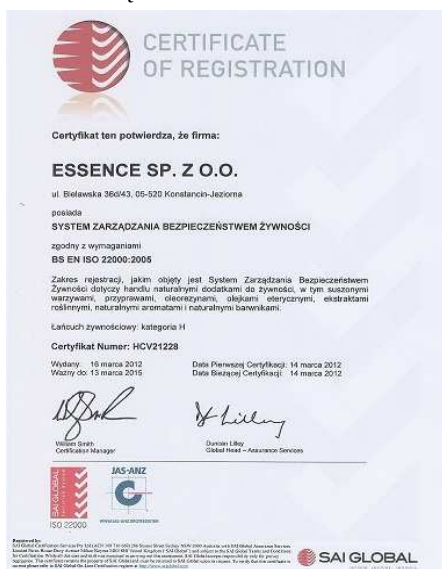 CERTIFICATE
OF REGISTRATION
Certyfikat ten potwierdza, że firma:
ESSENCE SP. Z O.O.
ul. Bielawska 36d/43, 05-520 Konstancin-Jeziorna
posiada
SYSTEM ZARZĄDZANIA BEZPIECZEŃSTWEM ŻYWNOŚCI
zgodny z wymaganiami
BS EN ISO 22000:2005
Zakres rejestracji, jakim objęty jest System Zarządzania Bezpieczeństwem
Żywności dotyczy handlu naturalnymi dodatkami do żywności, w tym suszonymi
warzywami, przyprawami, oleorezynami, olejkami eterycznymi, ekstraktami
roślinnymi, naturalnymi aromatami i naturalnymi barwnikami.
Łańcuch żywnościowy: kategoria H
Certyfikat Numer: HCV21228
Wydany: 16 marca 2012
Ważny do: 13 marca 2015
Data Pierwszej Certyfikacji: 14 marca 2012
Data Bieżącej Certyfikacji: 14 marca 2012
William Smith
Certification Manager
Duncan Lilley
Global Head – Assurance Services
SAI GLOBAL
ISO 22000
JAS-ANZ
SAI GLOBAL